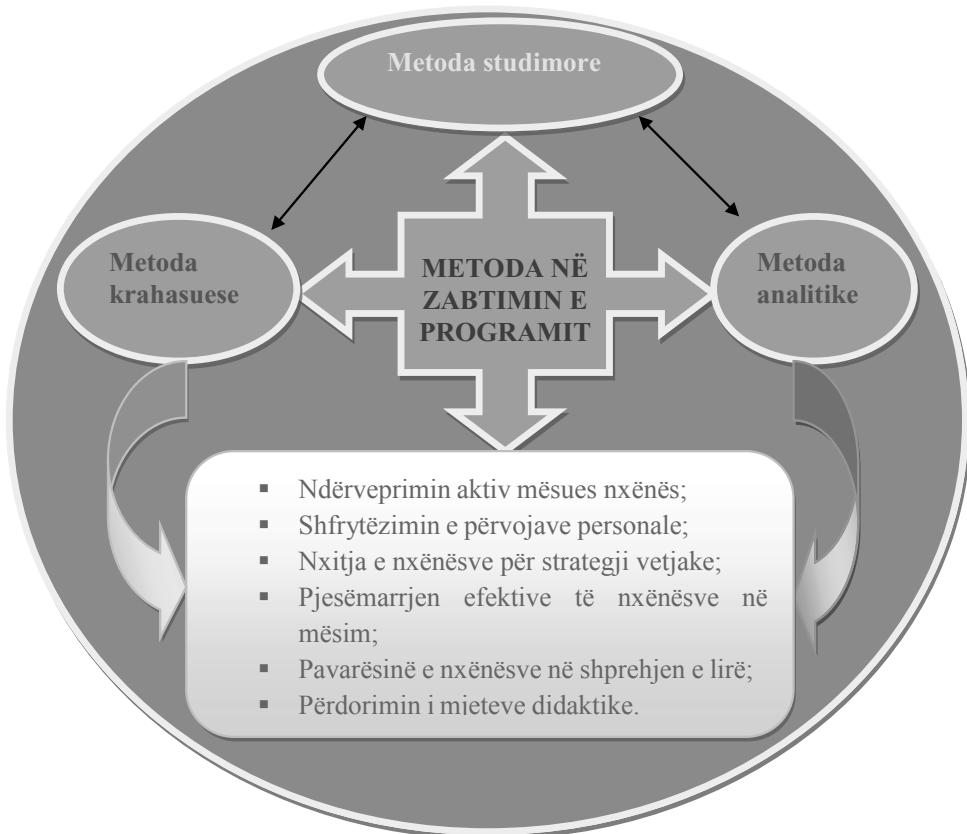 Metoda studimore
Metoda
krahasuese
METODA NË
ZABTIMIN E
PROGRAMIT
Metoda
analitike
▪ Ndërveprimin aktiv mësues nxënës;
▪ Shfrytëzimin e përvojave personale;
▪ Nxitja e nxënësve për strategji vetjake;
▪ Pjesëmarrjen efektive të nxënësve në
mësim;
▪ Pavarësinë e nxënësve në shprehjen e lirë;
▪ Përdorimin i mjeteve didaktike.